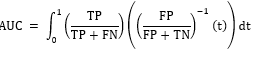 AUC = ∫₀¹ (TP / (TP + FN)) ((FP / (FP + TN))⁻¹ (t)) dt